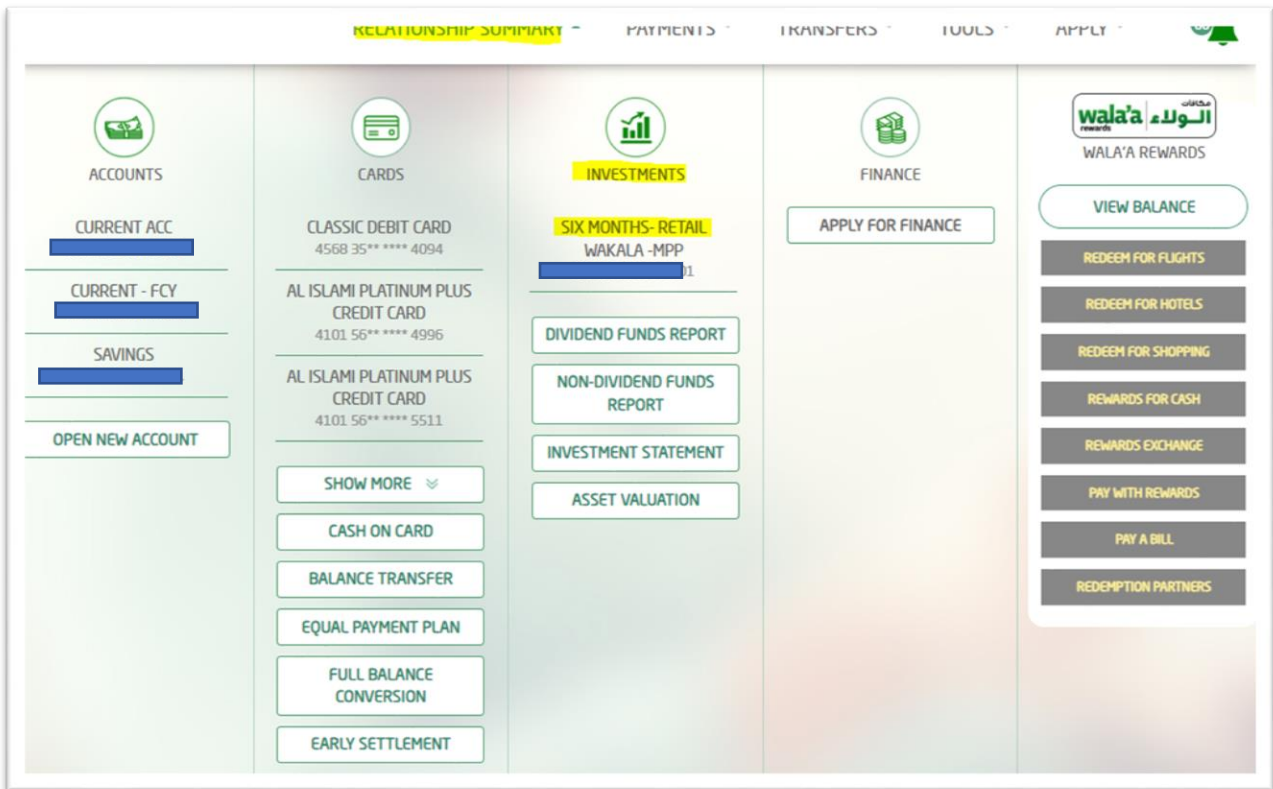 RELATIONSHIP SUMMARY PAYMENTS TRANSFERS TOOLS APPLY
ACCOUNTS
CURRENT ACC
CURRENT - FCY
SAVINGS
OPEN NEW ACCOUNT
CARDS
CLASSIC DEBIT CARD
4568 35** **** 4094
AL ISLAMI PLATINUM PLUS
CREDIT CARD
4101 56** **** 4996
AL ISLAMI PLATINUM PLUS
CREDIT CARD
4101 56** **** 5511
SHOW MORE
CASH ON CARD
BALANCE TRANSFER
EQUAL PAYMENT PLAN
FULL BALANCE
CONVERSION
EARLY SETTLEMENT
INVESTMENTS
SIX MONTHS- RETAIL
WAKALA -MPP
01
DIVIDEND FUNDS REPORT
NON-DIVIDEND FUNDS
REPORT
INVESTMENT STATEMENT
ASSET VALUATION
FINANCE
APPLY FOR FINANCE
wala'a مكافآت
rewards الـولاء
WALA'A REWARDS
VIEW BALANCE
REDEEM FOR FLIGHTS
REDEEM FOR HOTELS
REDEEM FOR SHOPPING
REWARDS FOR CASH
REWARDS EXCHANGE
PAY WITH REWARDS
PAY A BILL
REDEMPTION PARTNERS